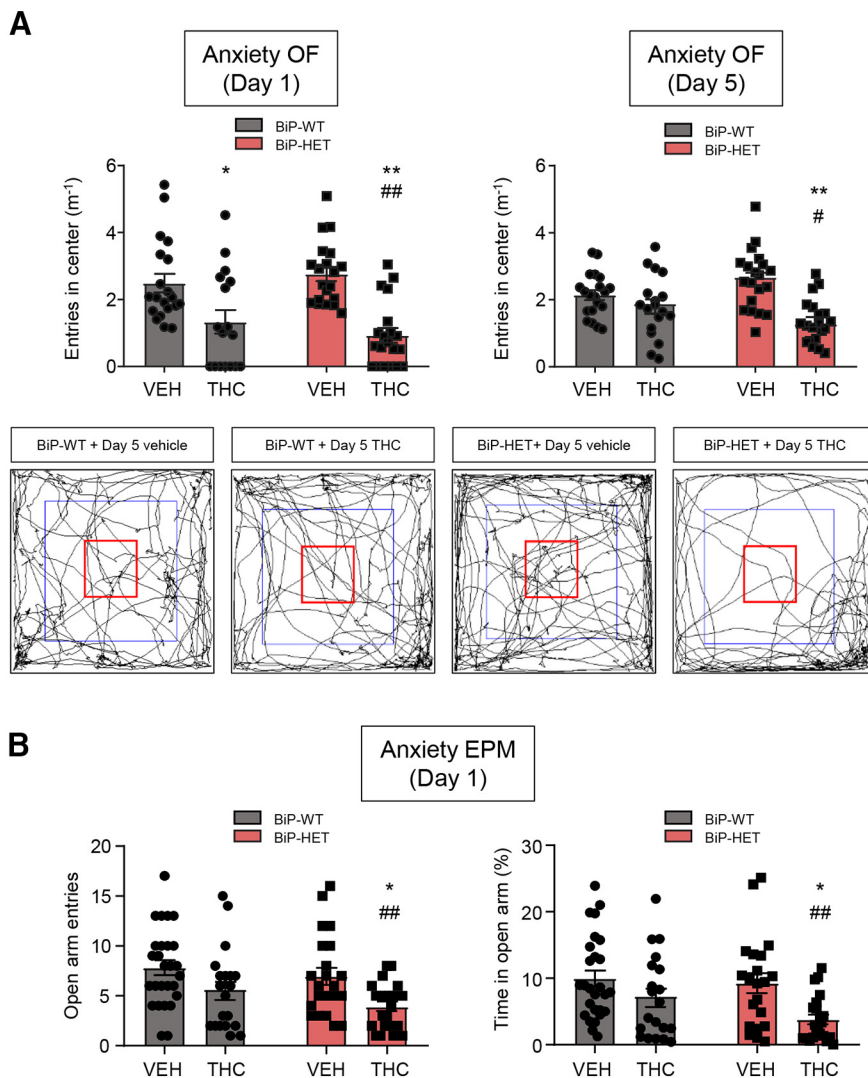 A
Anxiety OF
(Day 1)
BiP-WT
BiP-HET
Entries in center (m⁻¹)
6
4
2
0
*
**
##
VEH
THC
VEH
THC
Anxiety OF
(Day 5)
BiP-WT
BiP-HET
Entries in center (m⁻¹)
6
4
2
0
**
#
VEH
THC
VEH
THC
BiP-WT + Day 5 vehicle
BiP-WT + Day 5 THC
BiP-HET+ Day 5 vehicle
BiP-HET + Day 5 THC
B
Anxiety EPM
(Day 1)
BiP-WT
BiP-HET
Open arm entries
20
15
10
5
0
*
##
VEH
THC
VEH
THC
BiP-WT
BiP-HET
Time in open arm (%)
30
20
10
0
*
##
VEH
THC
VEH
THC